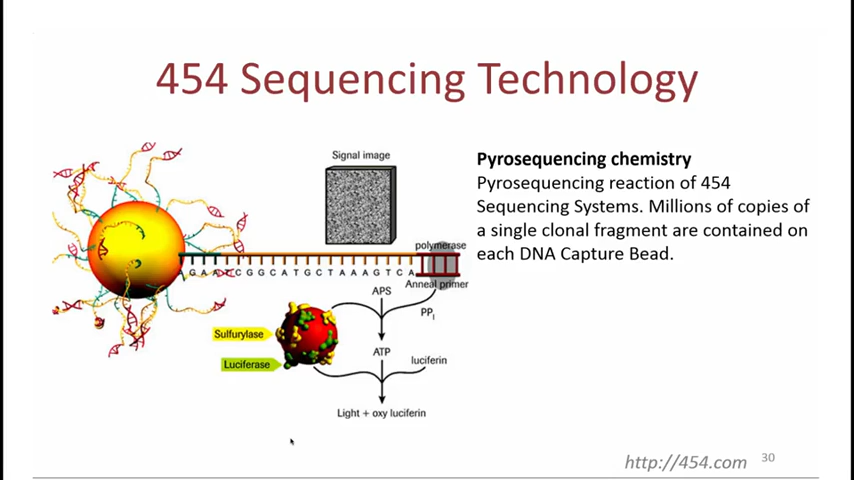 454 Sequencing Technology
Signal image
Pyrosequencing chemistry
Pyrosequencing reaction of 454
Sequencing Systems. Millions of copies of
a single clonal fragment are contained on
each DNA Capture Bead.
polymerase
A G A A T C G G C A T G C T A A A G T C A
Anneal primer
APS
PPi
Sulfurylase
Luciferase
ATP
luciferin
Light + oxy luciferin
http://454.com
30